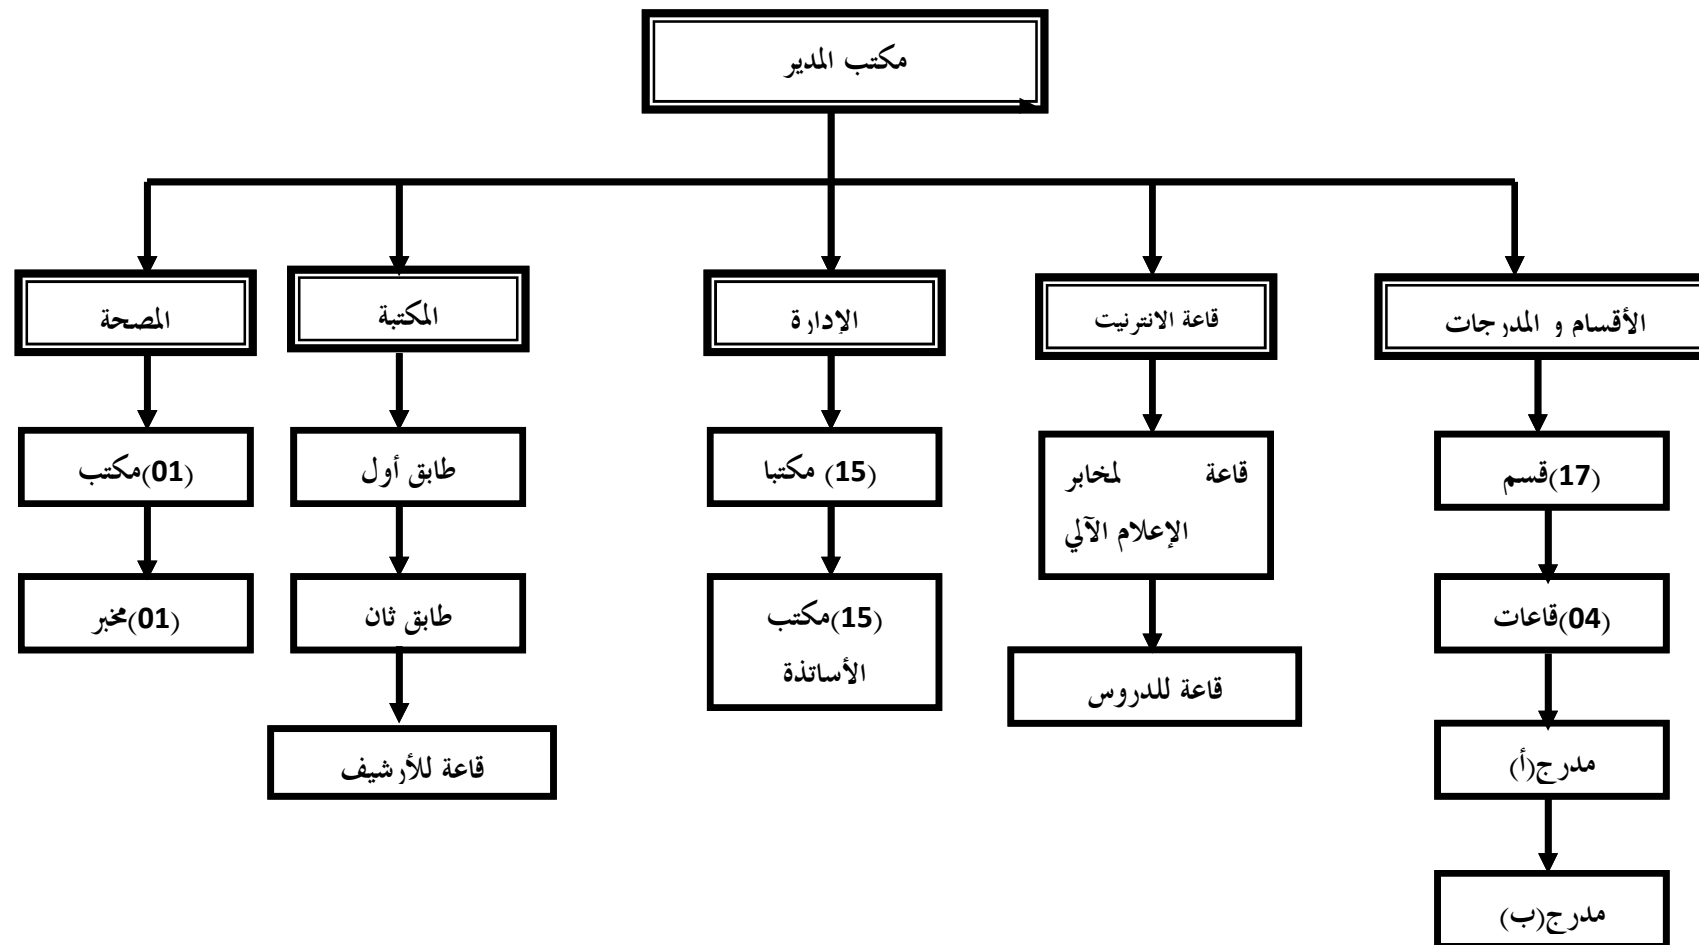 مكتب المدير
الأقسام و المدرجات
قاعة الانترنيت
الإدارة
المكتبة
المصحة
(17)قسم
قاعة لمخابر
الإعلام الآلي
(15) مكتبا
طابق أول
(01)مكتب
(04)قاعات
قاعة للدروس
(15)مكتب
الأساتذة
طابق ثان
(01)مخبر
مدرج(أ)
قاعة للأرشيف
مدرج(ب)